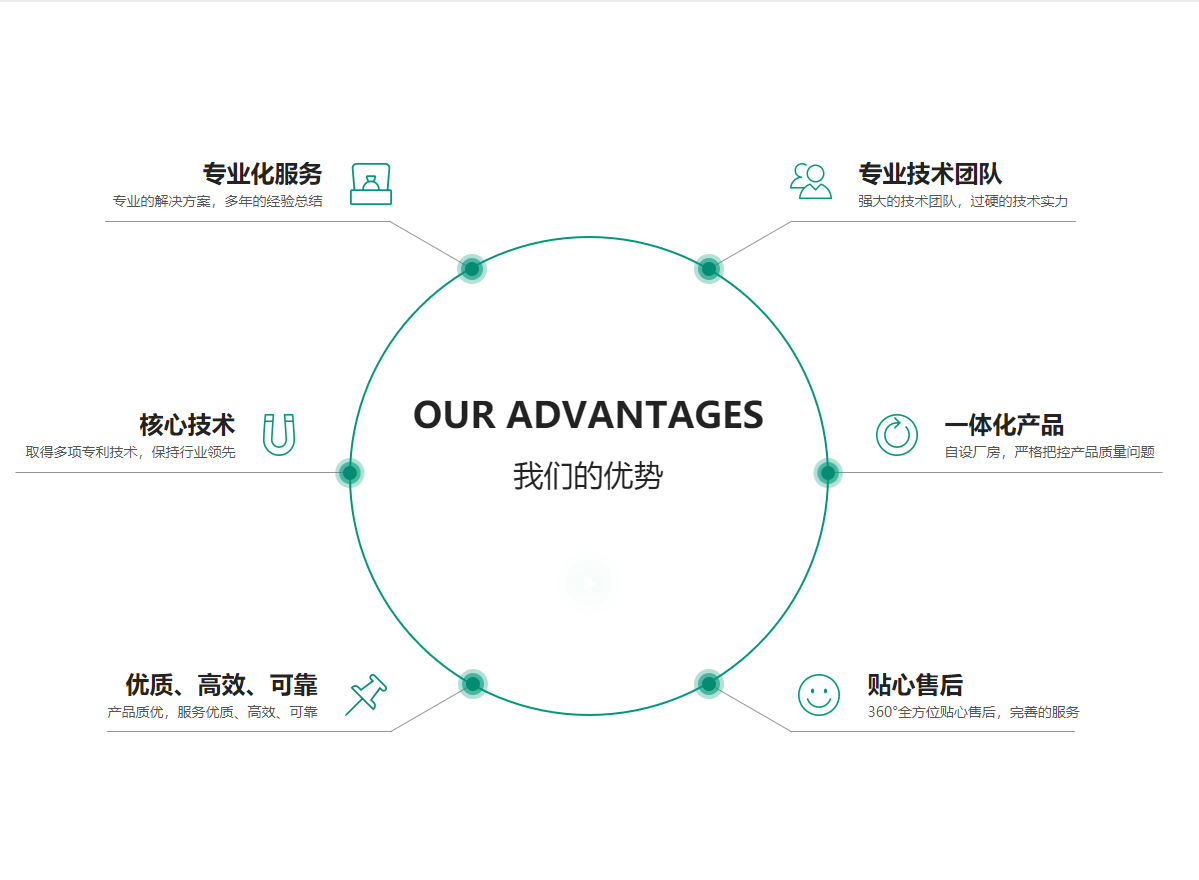 专业化服务
专业的解决方案，多年的经验总结
专业技术团队
强大的技术团队，过硬的技术实力
OUR ADVANTAGES
我们的优势
核心技术
取得多项专利技术，保持行业领先
一体化产品
自设厂房，严格把控产品质量问题
优质、高效、可靠
产品质优，服务优质、高效、可靠
贴心售后
360°全方位贴心售后，完善的服务